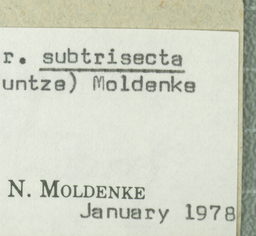 r. subtrisecta
untze) Moldenke
N. MOLDENKE
January 1978